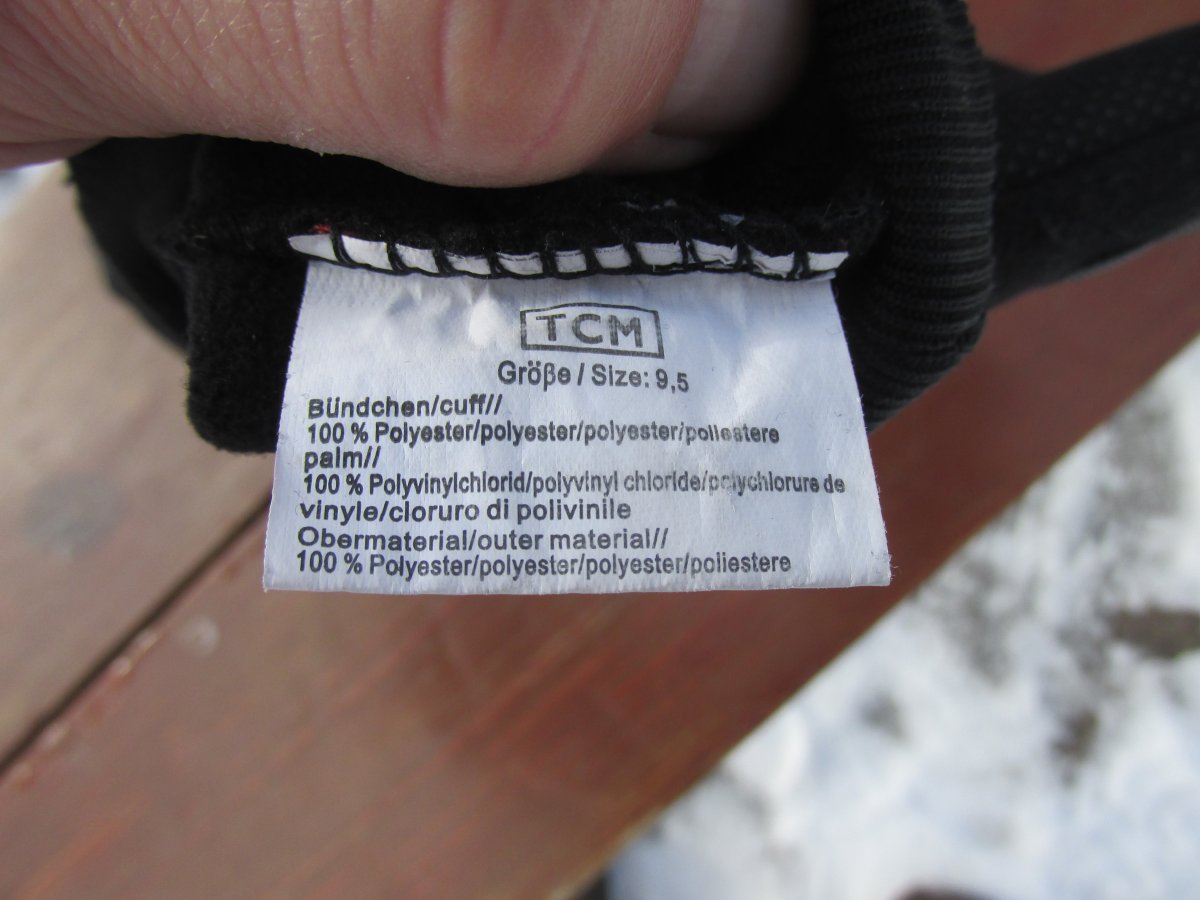 TCM
Größe / Size: 9,5
Bündchen/cuff//
100 % Polyester/polyester/polyester/poliestere
palm//
100 % Polyvinylchlorid/polyvinyl chloride/polychlorure de
vinyle/cloruro di polivinile
Obermaterial/outer material//
100 % Polyester/polyester/polyester/poliestere